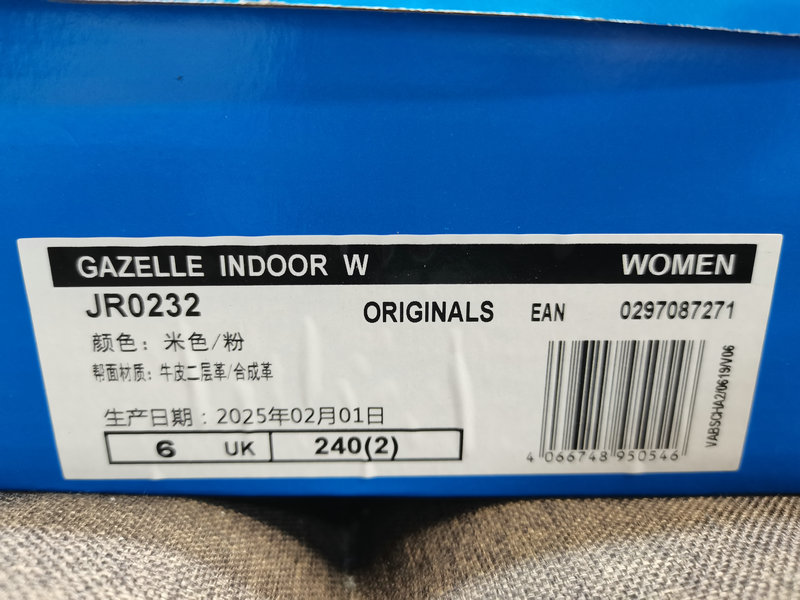 GAZELLE INDOOR W WOMEN
JR0232 ORIGINALS EAN 0297087271
颜色：米色/粉
帮面材质：牛皮二层革/合成革
生产日期：2025年02月01日
6 UK 240(2)
4 066748 950546
VABSCHA2/0619/V06